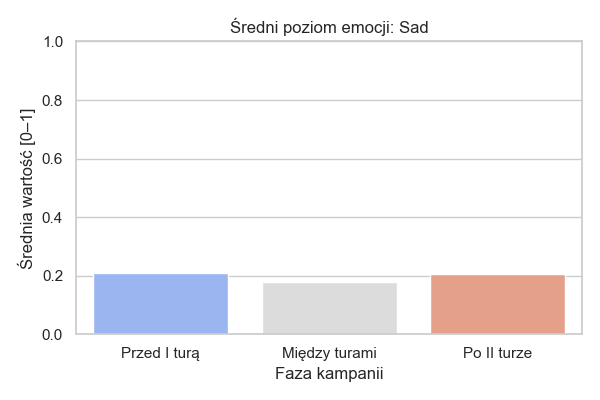 Średni poziom emocji: Sad
Średnia wartość [0–1]
1.0
0.8
0.6
0.4
0.2
0.0
Przed I turą
Między turami
Po II turze
Faza kampanii